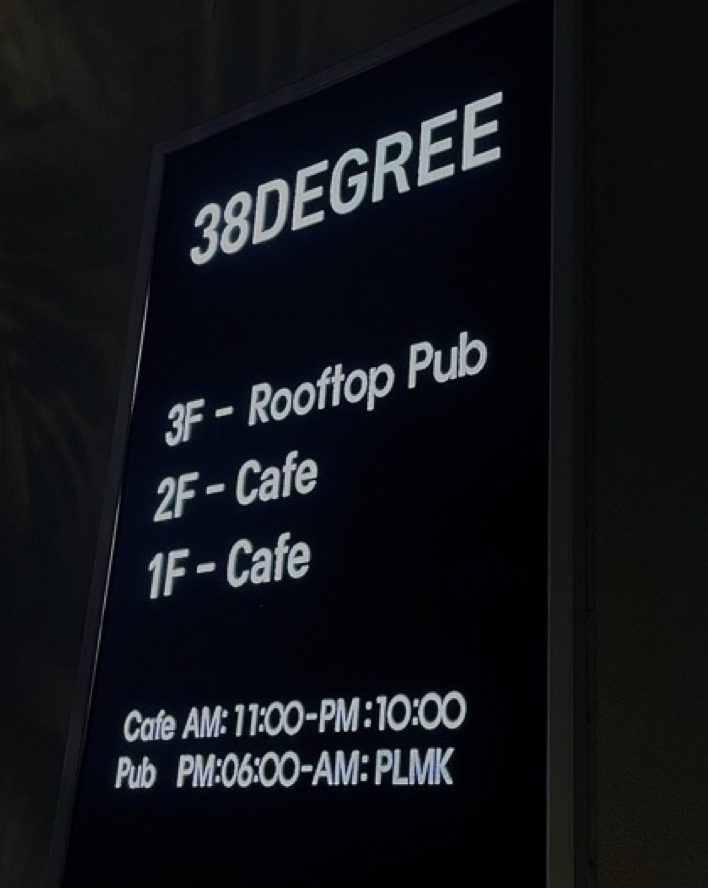 38DEGREE
3F - Rooftop Pub
2F - Cafe
1F - Cafe
Cafe AM: 11:00-PM:10:00
Pub PM:06:00-AM: PLMK